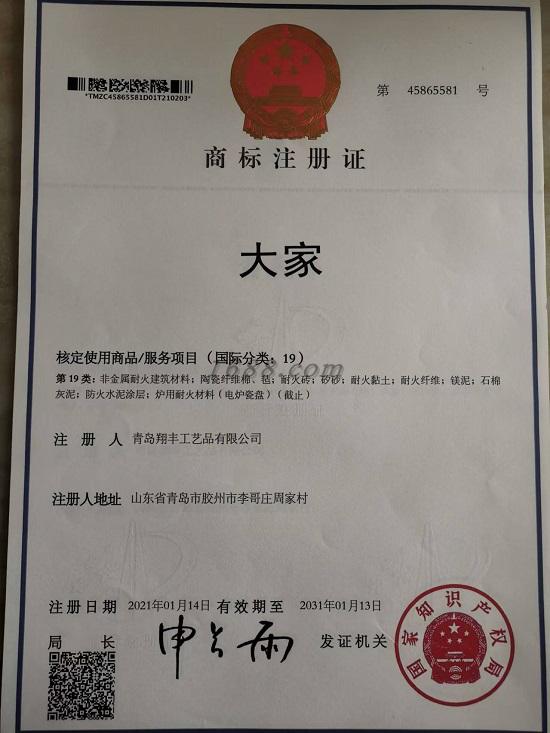 *TMZC45865581D01T210203*
第 45865581 号
商标注册证
大家
核定使用商品/服务项目（国际分类：19）
第 19 类：非金属耐火建筑材料；陶瓷纤维棉、毡；耐火砖；矽砂；耐火黏土；耐火纤维；镁泥；石棉
灰泥；防火水泥涂层；炉用耐火材料（电炉瓷盘）（截止）
1688.com
注 册 人 青岛翔丰工艺品有限公司
注册人地址 山东省青岛市胶州市李哥庄周家村
注册日期 2021年01月14日 有效期至 2031年01月13日
局 长 申长雨 发证机关
国家知识产权局